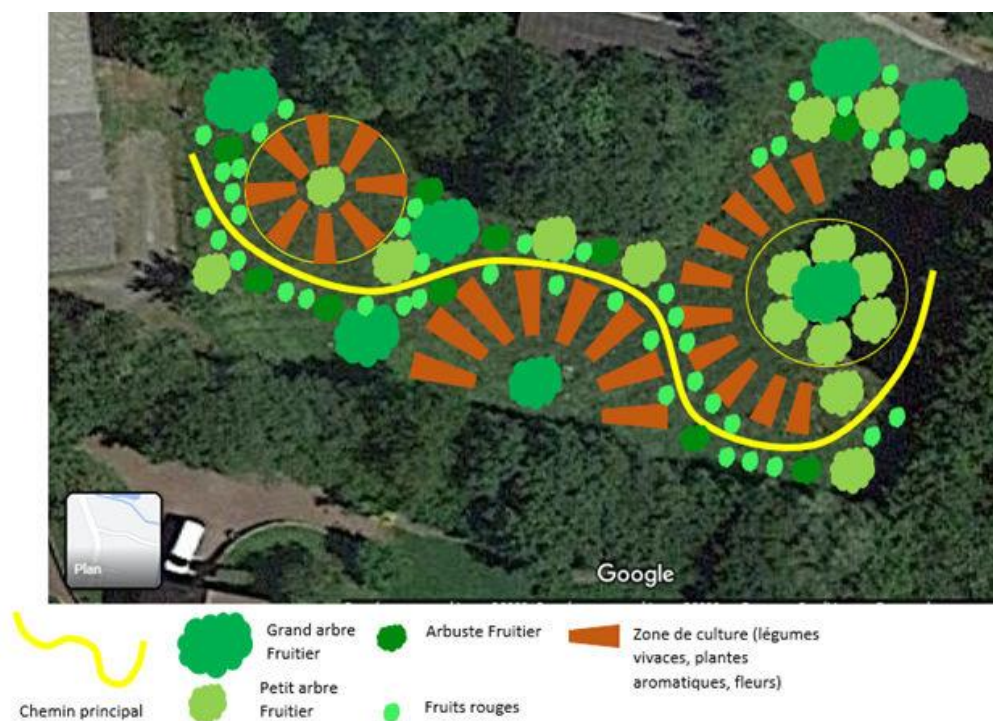 Plan
Google
Grand arbre
Fruitier
Arbuste Fruitier
Zone de culture (légumes
vivaces, plantes
aromatiques, fleurs)
Chemin principal
Petit arbre
Fruitier
Fruits rouges